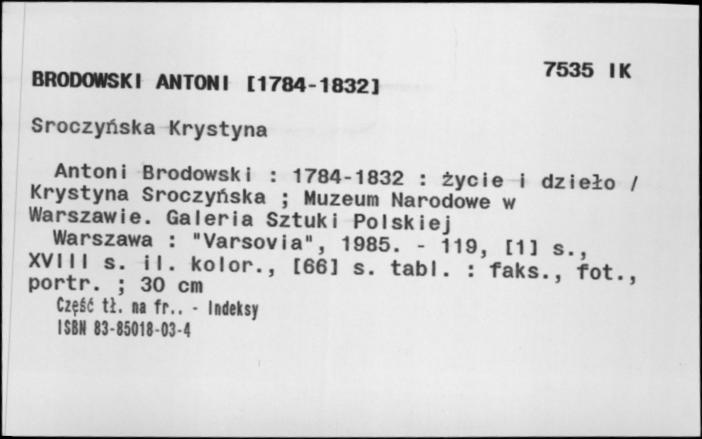 7535 IK
BRODOWSKI ANTONI [1784-1832]
Sroczyńska Krystyna
Antoni Brodowski : 1784-1832 : życie i dzieło /
Krystyna Sroczyńska ; Muzeum Narodowe w
Warszawie. Galeria Sztuki Polskiej
Warszawa : "Varsovia", 1985. - 119, [1] s.,
XVIII s. il. kolor., [66] s. tabl. : faks., fot.,
portr. ; 30 cm
Część tł. na fr.. - Indeksy
ISBN 83-85018-03-4